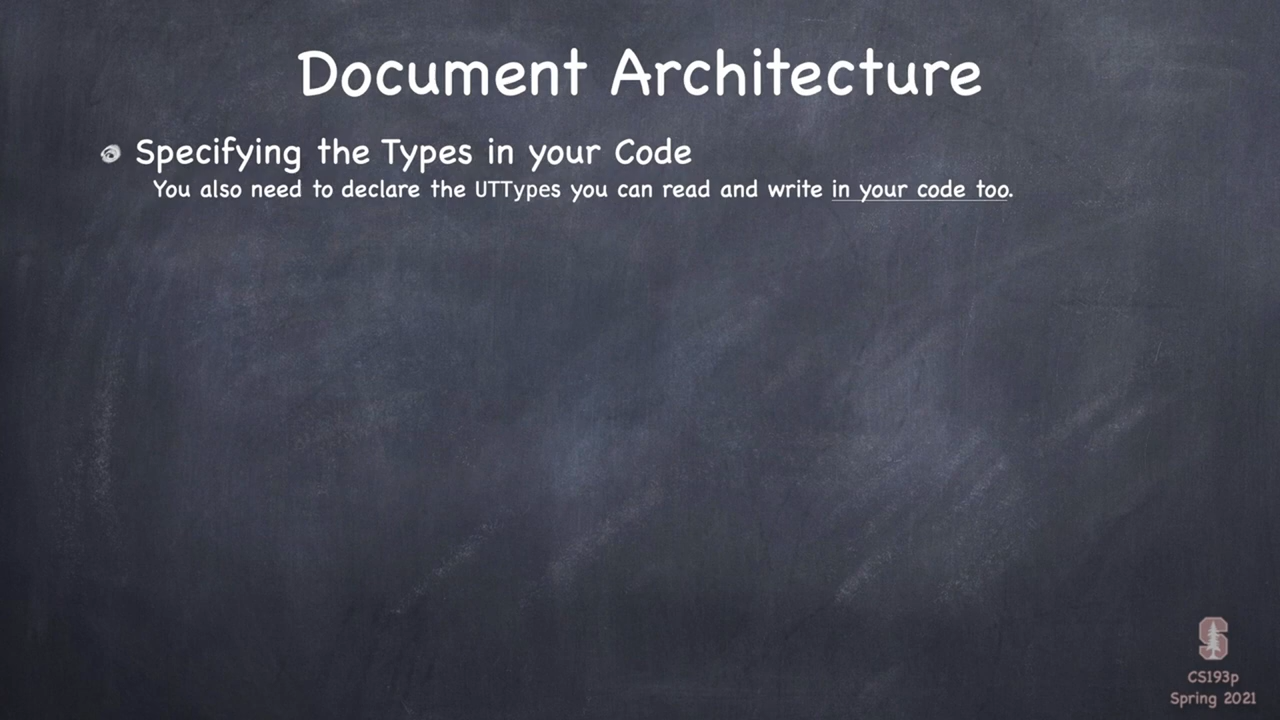 Document Architecture
Specifying the Types in your Code
You also need to declare the UTTypes you can read and write in your code too.
S
CS193p
Spring 2021